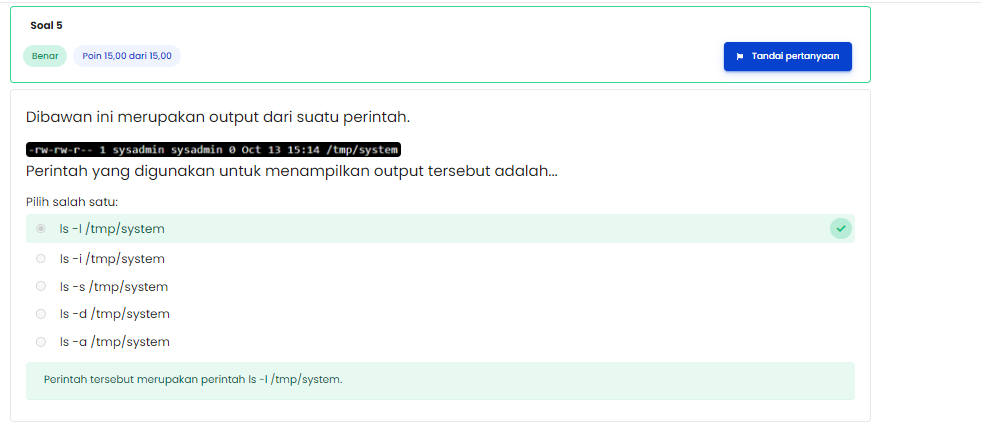 Soal 5
Benar
Poin 15,00 dari 15,00
Tandai pertanyaan
Dibawan ini merupakan output dari suatu perintah.
-rw-rw-r-- 1 sysadmin sysadmin 0 Oct 13 15:14 /tmp/system
Perintah yang digunakan untuk menampilkan output tersebut adalah...
Pilih salah satu:
ls -l /tmp/system
ls -i /tmp/system
ls -s /tmp/system
ls -d /tmp/system
ls -a /tmp/system
Perintah tersebut merupakan perintah ls -l /tmp/system.